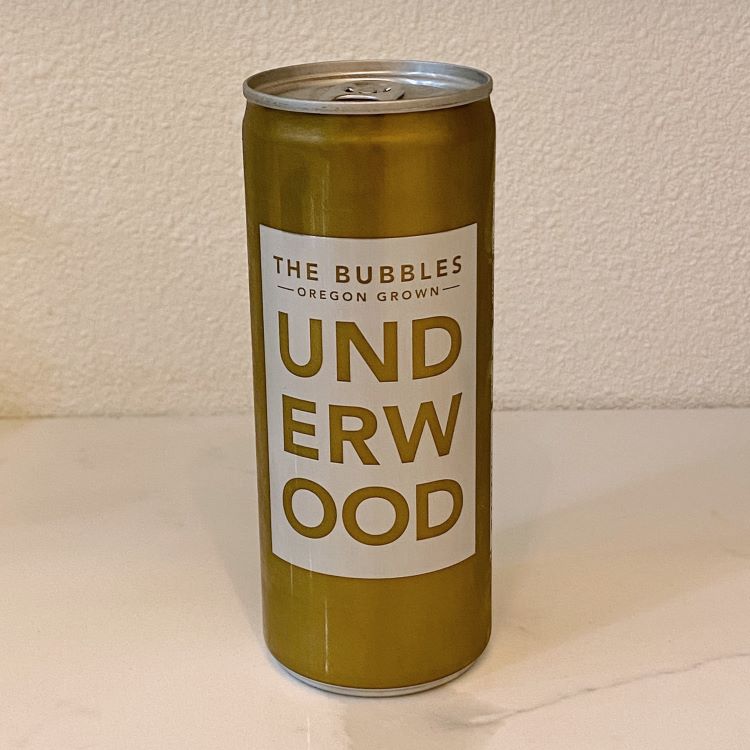 THE BUBBLES
OREGON GROWN
UND
ERW
OOD